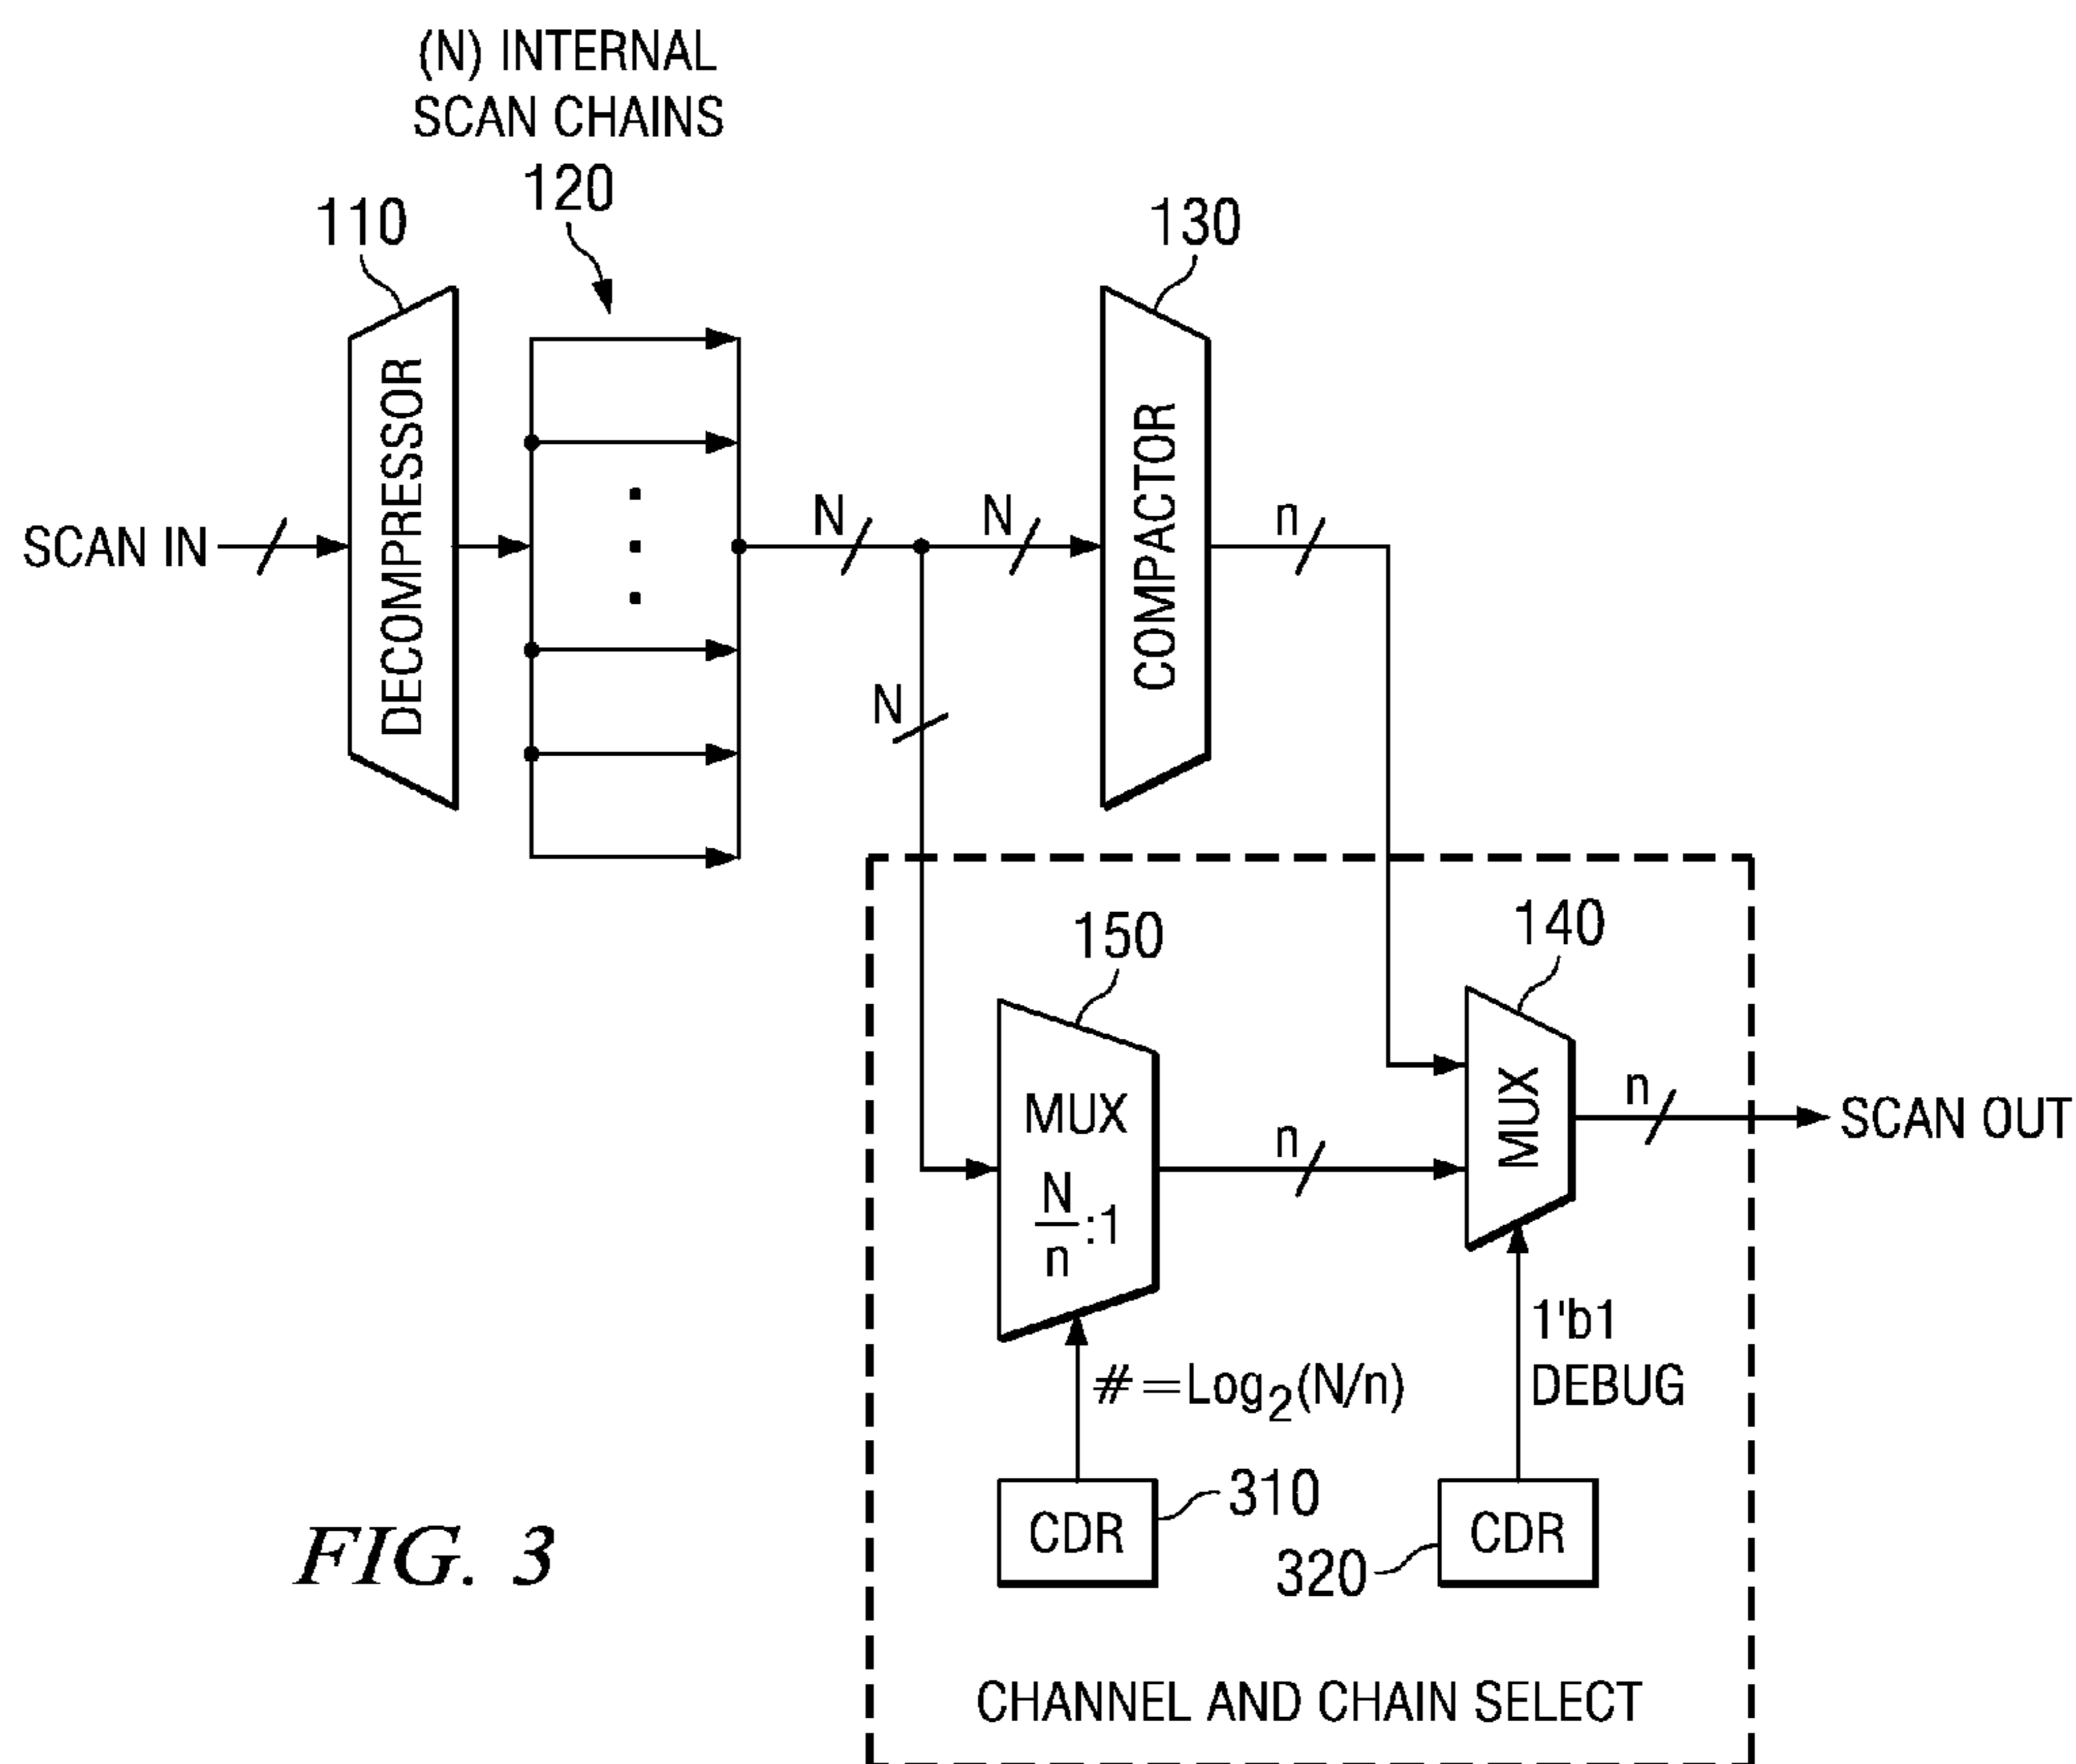 (N) INTERNAL
SCAN CHAINS
120
110
130
DECOMPRESSOR
COMPACTOR
SCAN IN
N
N
n
N
150
140
MUX
N
n
:1
MUX
n
n
SCAN OUT
#=Log2(N/n)
1'b1
DEBUG
CDR
310
CDR
320
FIG. 3
CHANNEL AND CHAIN SELECT